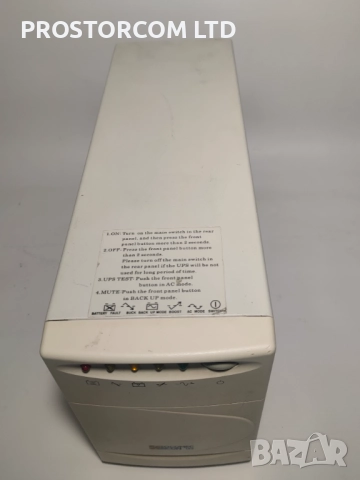 PROSTORCOM LTD
1.ON: Turn on the main switch in the rear
panel, and then press the front
panel button more than 3 seconds
2.OFF: Press the front panel button more
than 3 seconds
Please turn off the main switch in
the rear panel if the UPS will be not
used for long period of time
3.UPS TEST: Push the front panel
button in AC mode.
4.MUTE: Push the front panel button
in BACK UP mode.
BATTERY FAULT BUCK BACK UP MODE BOOST AC MODE
BAZAR